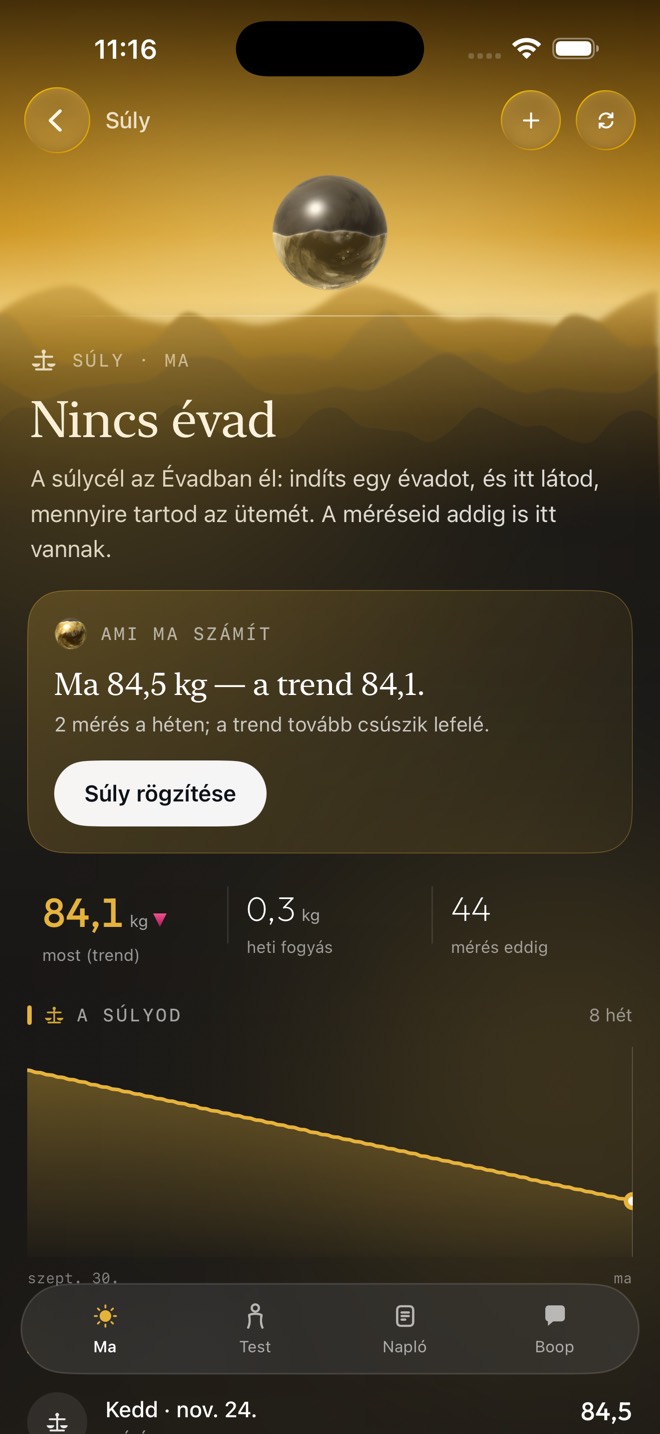 11:16
Súly
SÚLY · MA
Nincs évad
A súlycél az Évadban él: indíts egy évadot, és itt látod,
mennyire tartod az ütemét. A méréseid addig is itt
vannak.
AMI MA SZÁMÍT
Ma 84,5 kg — a trend 84,1.
2 mérés a héten; a trend tovább csúszik lefelé.
Súly rögzítése
84,1 kg
most (trend)
0,3 kg
heti fogyás
44
mérés eddig
A SÚLYOD
8 hét
szept. 30.
ma
Ma
Test
Napló
Boop
Kedd · nov. 24.
84,5